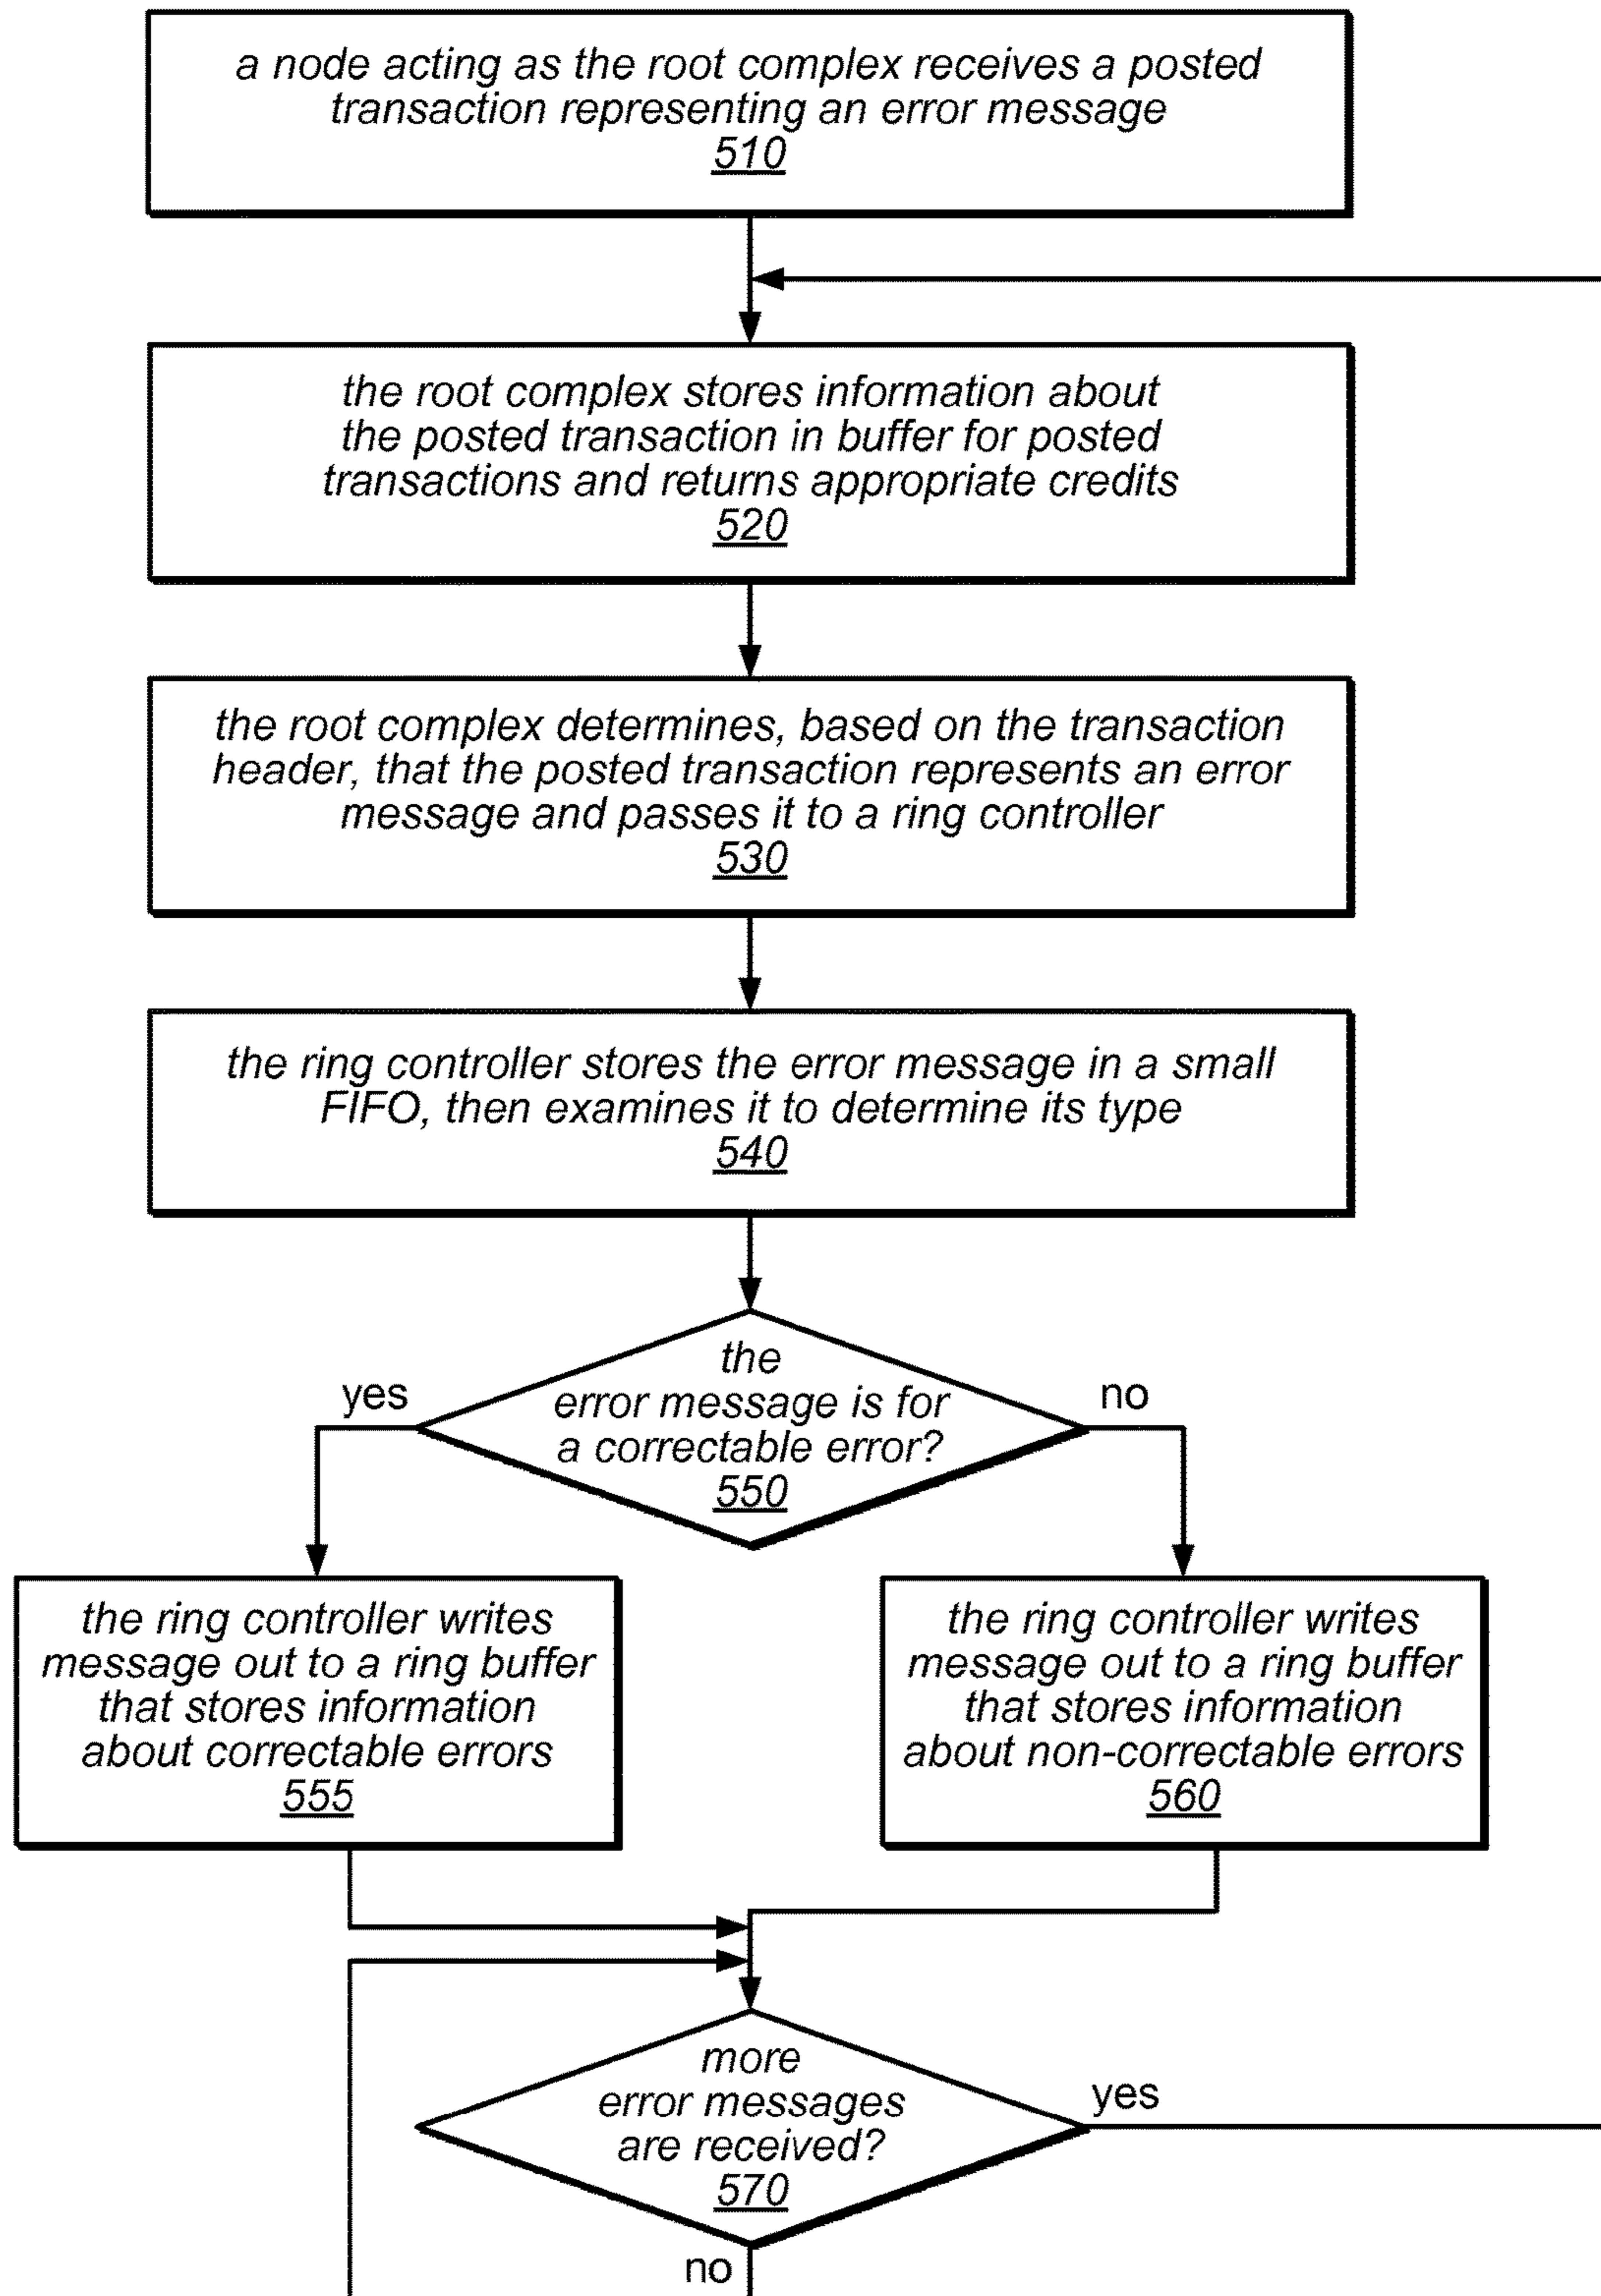 a node acting as the root complex receives a posted
transaction representing an error message
510
the root complex stores information about
the posted transaction in buffer for posted
transactions and returns appropriate credits
520
the root complex determines, based on the transaction
header, that the posted transaction represents an error
message and passes it to a ring controller
530
the ring controller stores the error message in a small
FIFO, then examines it to determine its type
540
the
error message is for
a correctable error?
550
yes
no
the ring controller writes
message out to a ring buffer
that stores information
about correctable errors
555
the ring controller writes
message out to a ring buffer
that stores information
about non-correctable errors
560
more
error messages
are received?
570
yes
no